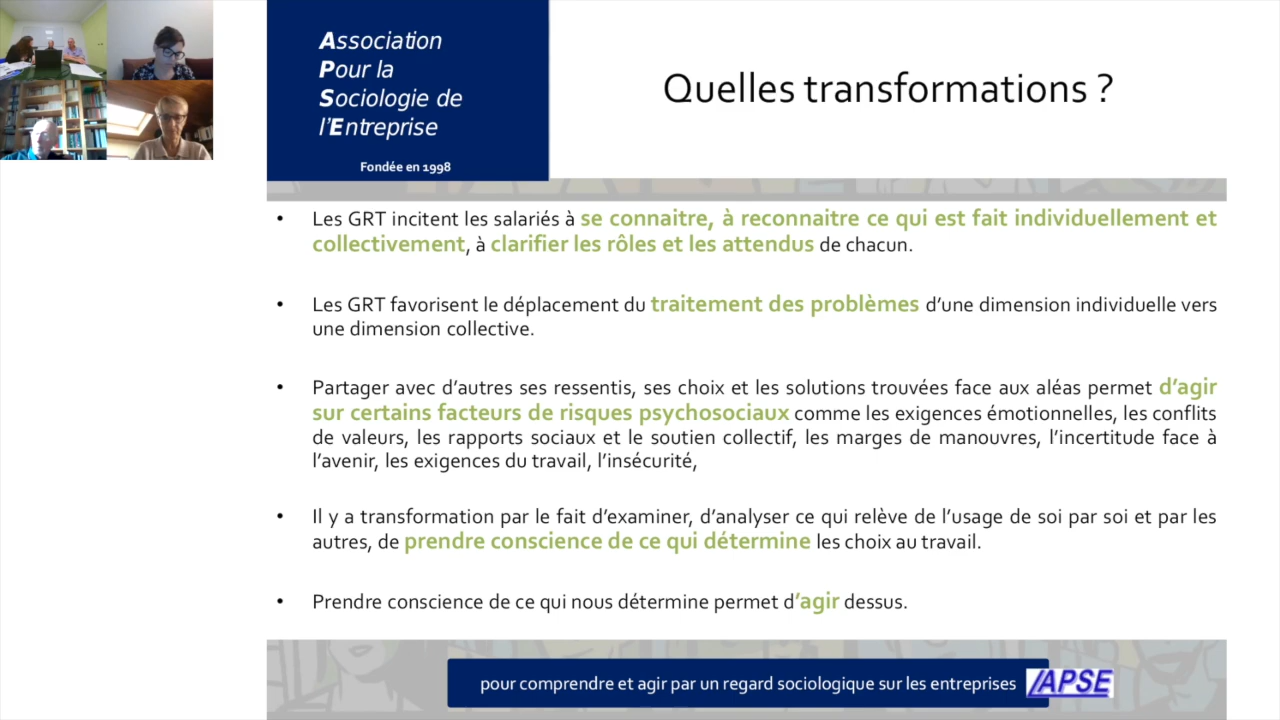 Association
Pour la
Sociologie de
l’Entreprise
Fondée en 1998
Quelles transformations ?
• Les GRT incitent les salariés à se connaitre, à reconnaitre ce qui est fait individuellement et
collectivement, à clarifier les rôles et les attendus de chacun.
• Les GRT favorisent le déplacement du traitement des problèmes d’une dimension individuelle vers
une dimension collective.
• Partager avec d’autres ses ressentis, ses choix et les solutions trouvées face aux aléas permet d’agir
sur certains facteurs de risques psychosociaux comme les exigences émotionnelles, les conflits
de valeurs, les rapports sociaux et le soutien collectif, les marges de manouvres, l’incertitude face à
l’avenir, les exigences du travail, l’insécurité,
• Il y a transformation par le fait d’examiner, d’analyser ce qui relève de l’usage de soi par soi et par les
autres, de prendre conscience de ce qui détermine les choix au travail.
• Prendre conscience de ce qui nous détermine permet d’agir dessus.
pour comprendre et agir par un regard sociologique sur les entreprises
APSE